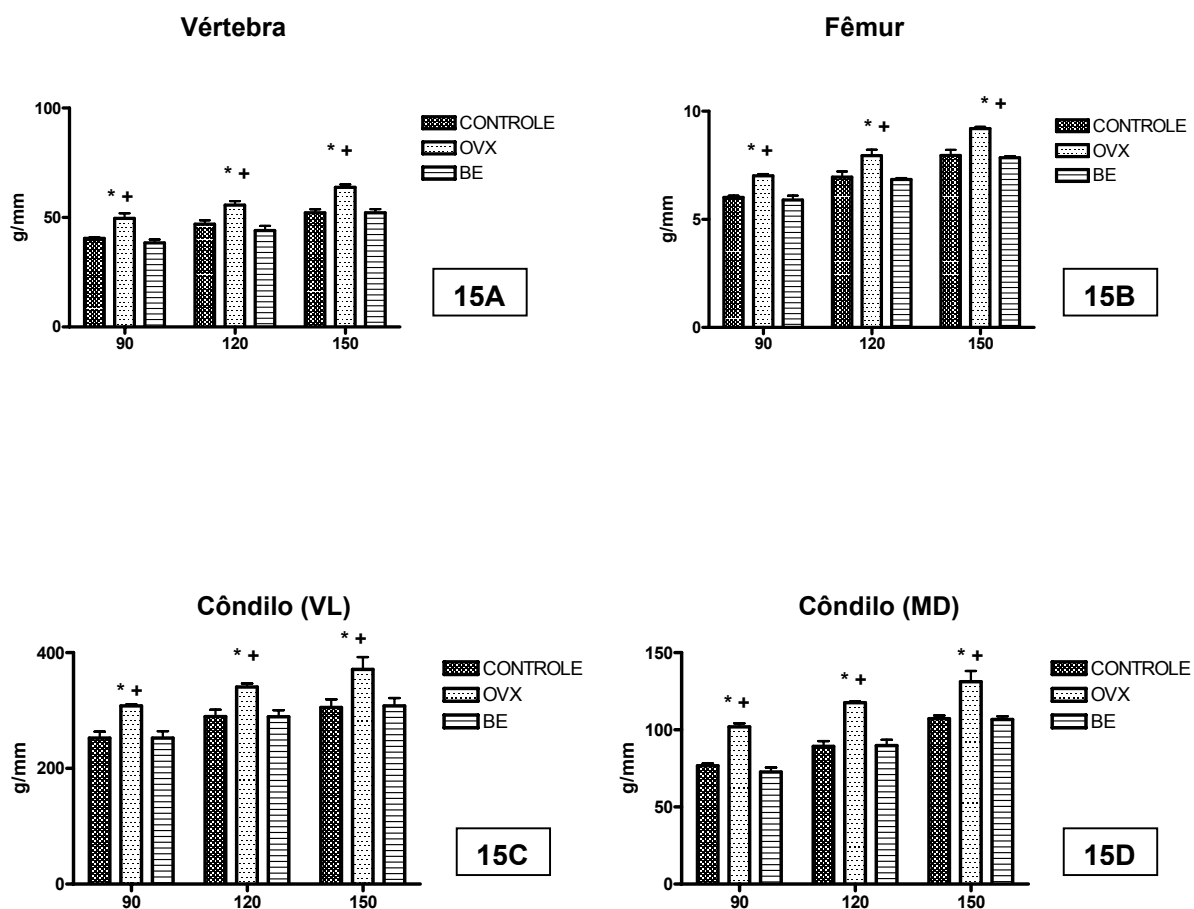 Vértebra
100
50
0
g/mm
* +
* +
* +
90
120
150
CONTROLE
OVX
BE
15A
Fêmur
10
5
0
g/mm
* +
* +
* +
90
120
150
CONTROLE
OVX
BE
15B
Côndilo (VL)
400
200
0
g/mm
* +
* +
* +
90
120
150
CONTROLE
OVX
BE
15C
Côndilo (MD)
150
100
50
0
g/mm
* +
* +
* +
90
120
150
CONTROLE
OVX
BE
15D